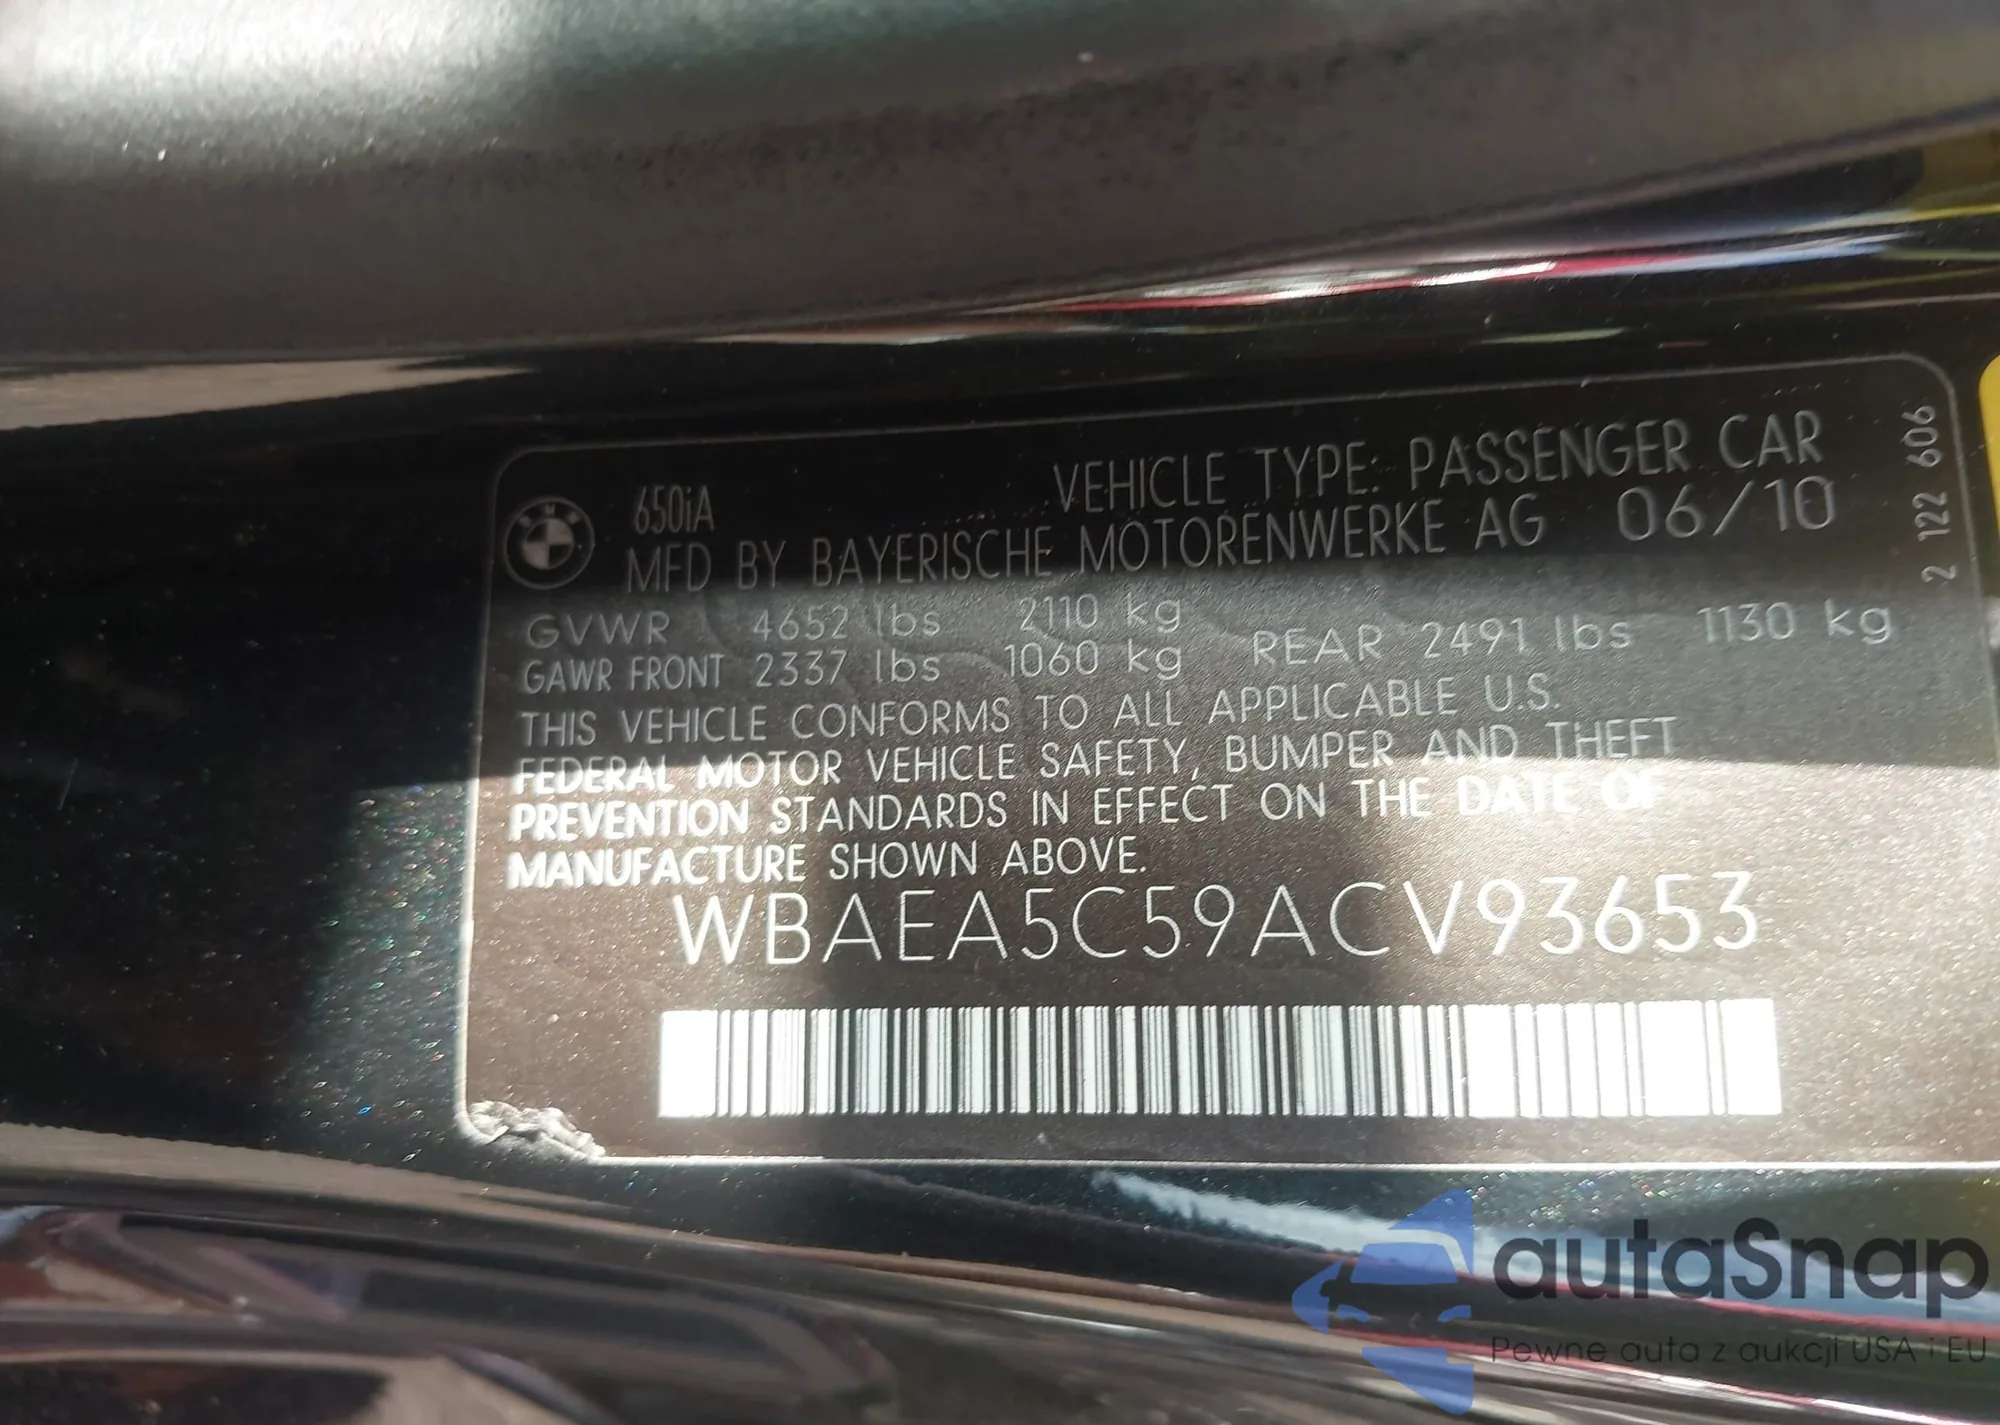 BMW
650iA
VEHICLE TYPE: PASSENGER CAR
MFD BY BAYERISCHE MOTORENWERKE AG 06/10
GVWR 4652 lbs 2110 kg
GAWR FRONT 2337 lbs 1060 kg REAR 2491 lbs 1130 kg
THIS VEHICLE CONFORMS TO ALL APPLICABLE U.S.
FEDERAL MOTOR VEHICLE SAFETY, BUMPER AND THEFT
PREVENTION STANDARDS IN EFFECT ON THE DATE OF
MANUFACTURE SHOWN ABOVE.
WBAEA5C59ACV93653
2 122 606
autaSnap
Pewne auta z aukcji USA i EU